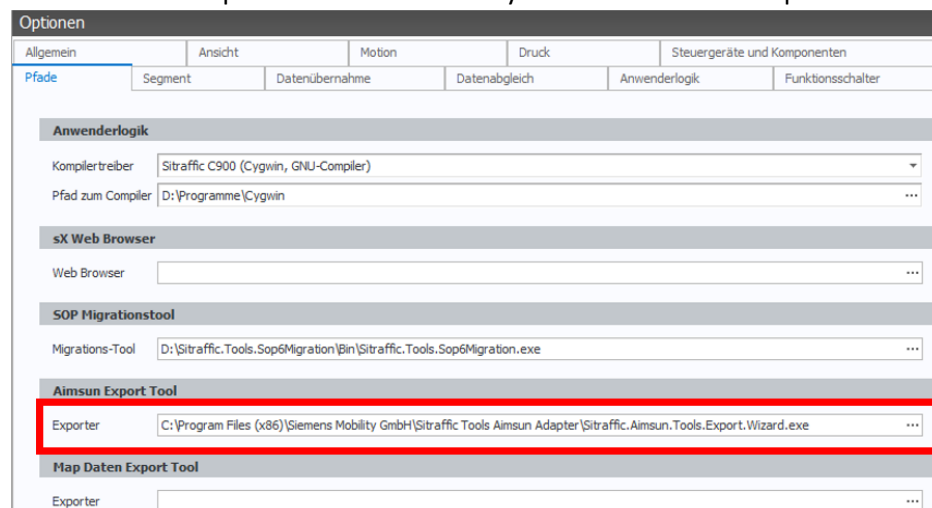 Optionen
Allgemein Ansicht Motion Druck Steuergeräte und Komponenten
Pfade Segment Datenübernahme Datenabgleich Anwenderlogik Funktionsschalter
Anwenderlogik
Kompilertreiber Sitraffic C900 (Cygwin, GNU-Compiler)
Pfad zum Compiler D:\Programme\Cygwin ...
sX Web Browser
Web Browser ...
SOP Migrationstool
Migrations-Tool D:\Sitraffic.Tools.Sop6Migration\Bin\Sitraffic.Tools.Sop6Migration.exe ...
Aimsun Export Tool
Exporter C:\Program Files (x86)\Siemens Mobility GmbH\Sitraffic Tools Aimsun Adapter\Sitraffic.Aimsun.Tools.Export.Wizard.exe ...
Map Daten Export Tool
Exporter ...